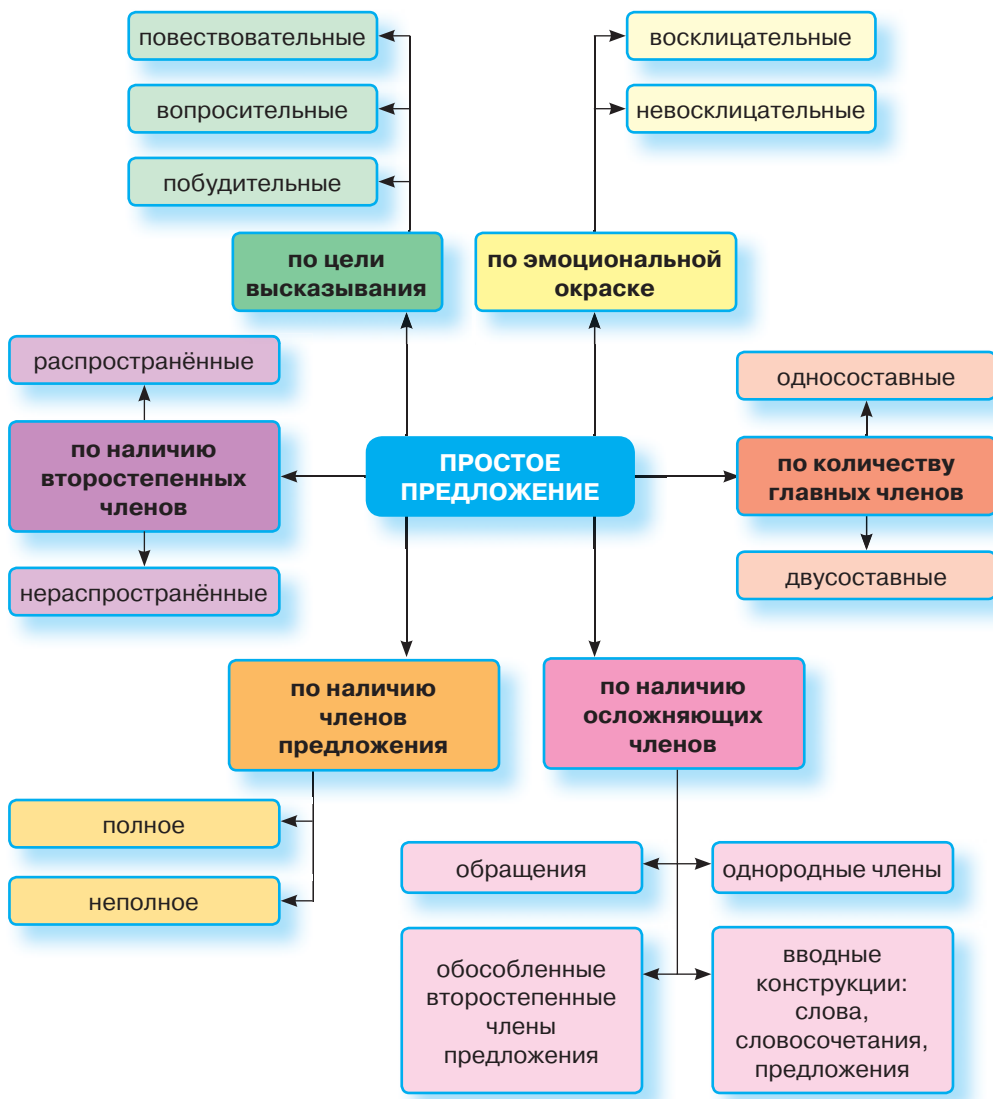 повествовательные
вопросительные
побудительные
восклицательные
невосклицательные
по цели
высказывания
по эмоциональной
окраске
распространённые
по наличию
второстепенных
членов
нераспространённые
ПРОСТОЕ
ПРЕДЛОЖЕНИЕ
односоставные
по количеству
главных членов
двусоставные
по наличию
членов
предложения
по наличию
осложняющих
членов
полное
неполное
обращения
однородные члены
обособленные
второстепенные
члены
предложения
вводные
конструкции:
слова,
словосочетания,
предложения